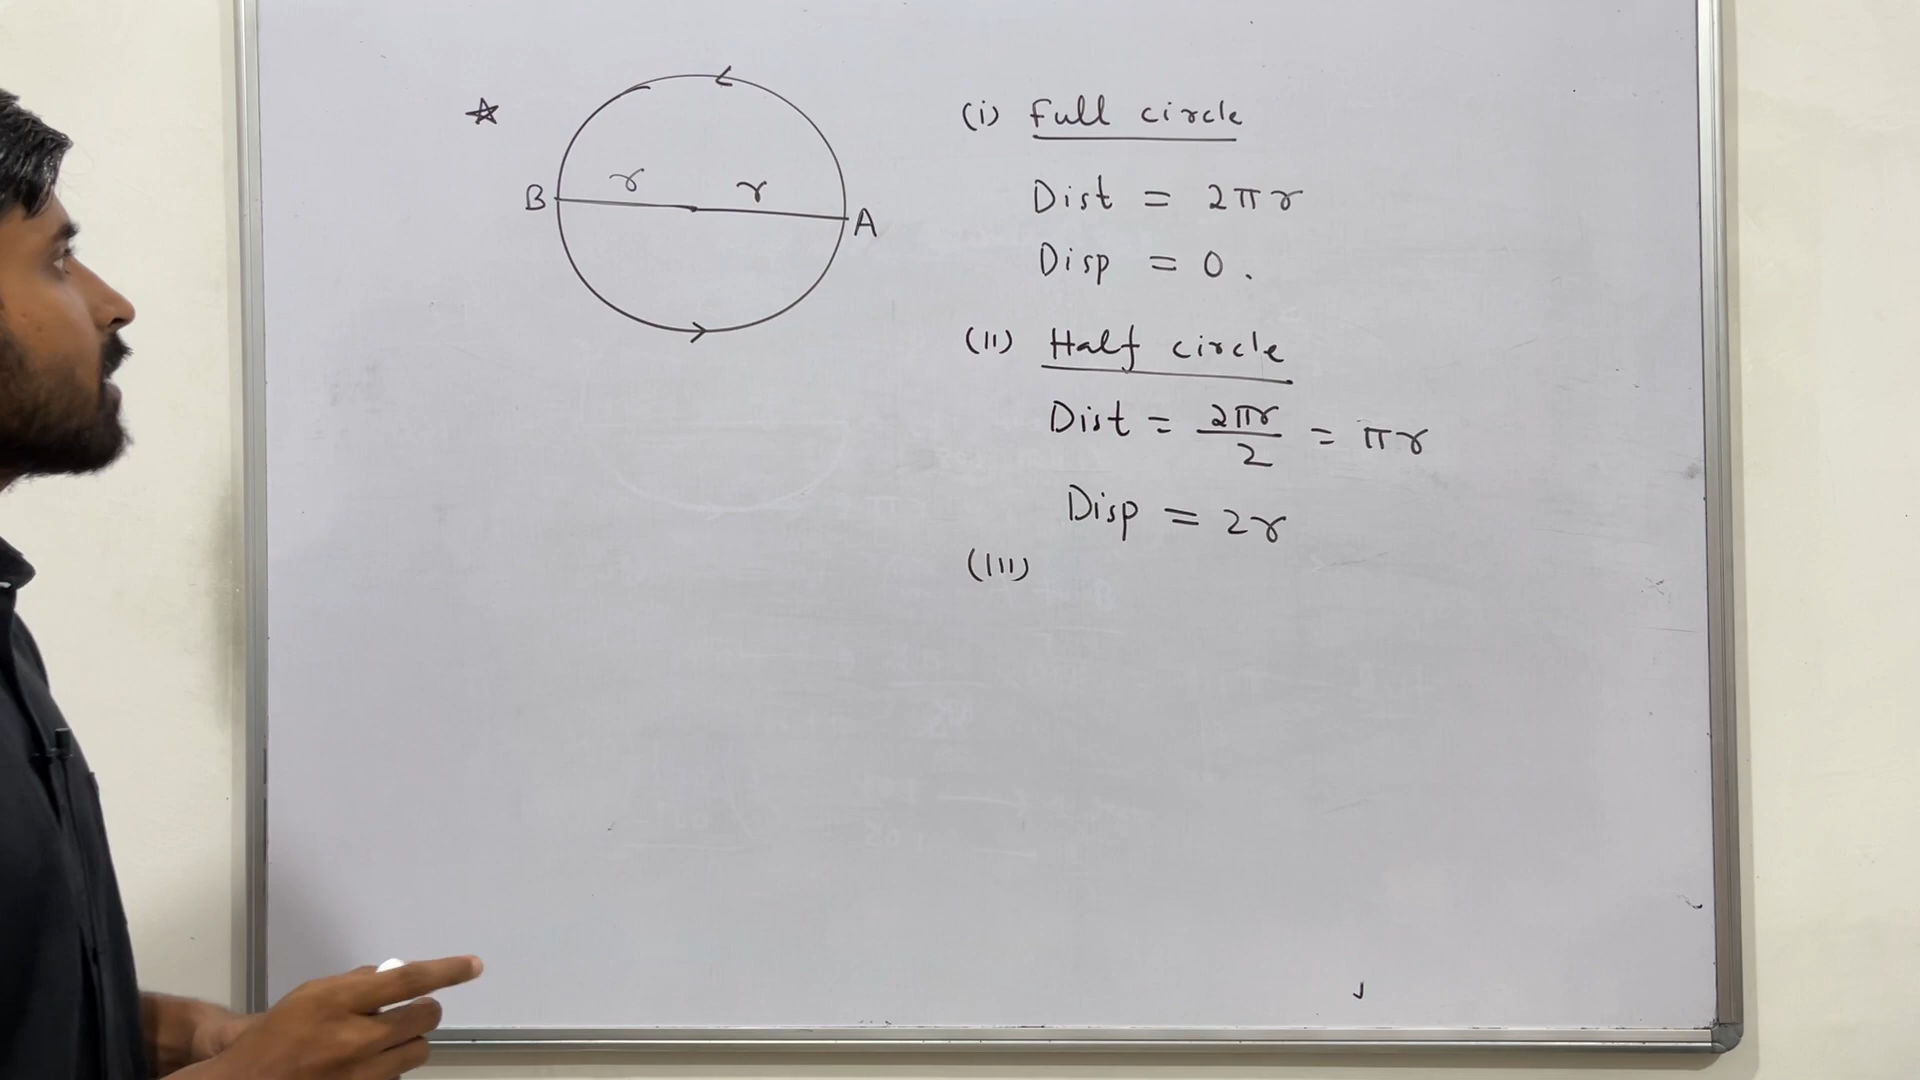 ☆
r
r
B
A
(i) Full circle
Dist = 2πr
Disp = 0.
(ii) Half circle
Dist = 2πr/2 = πr
Disp = 2r
(iii)